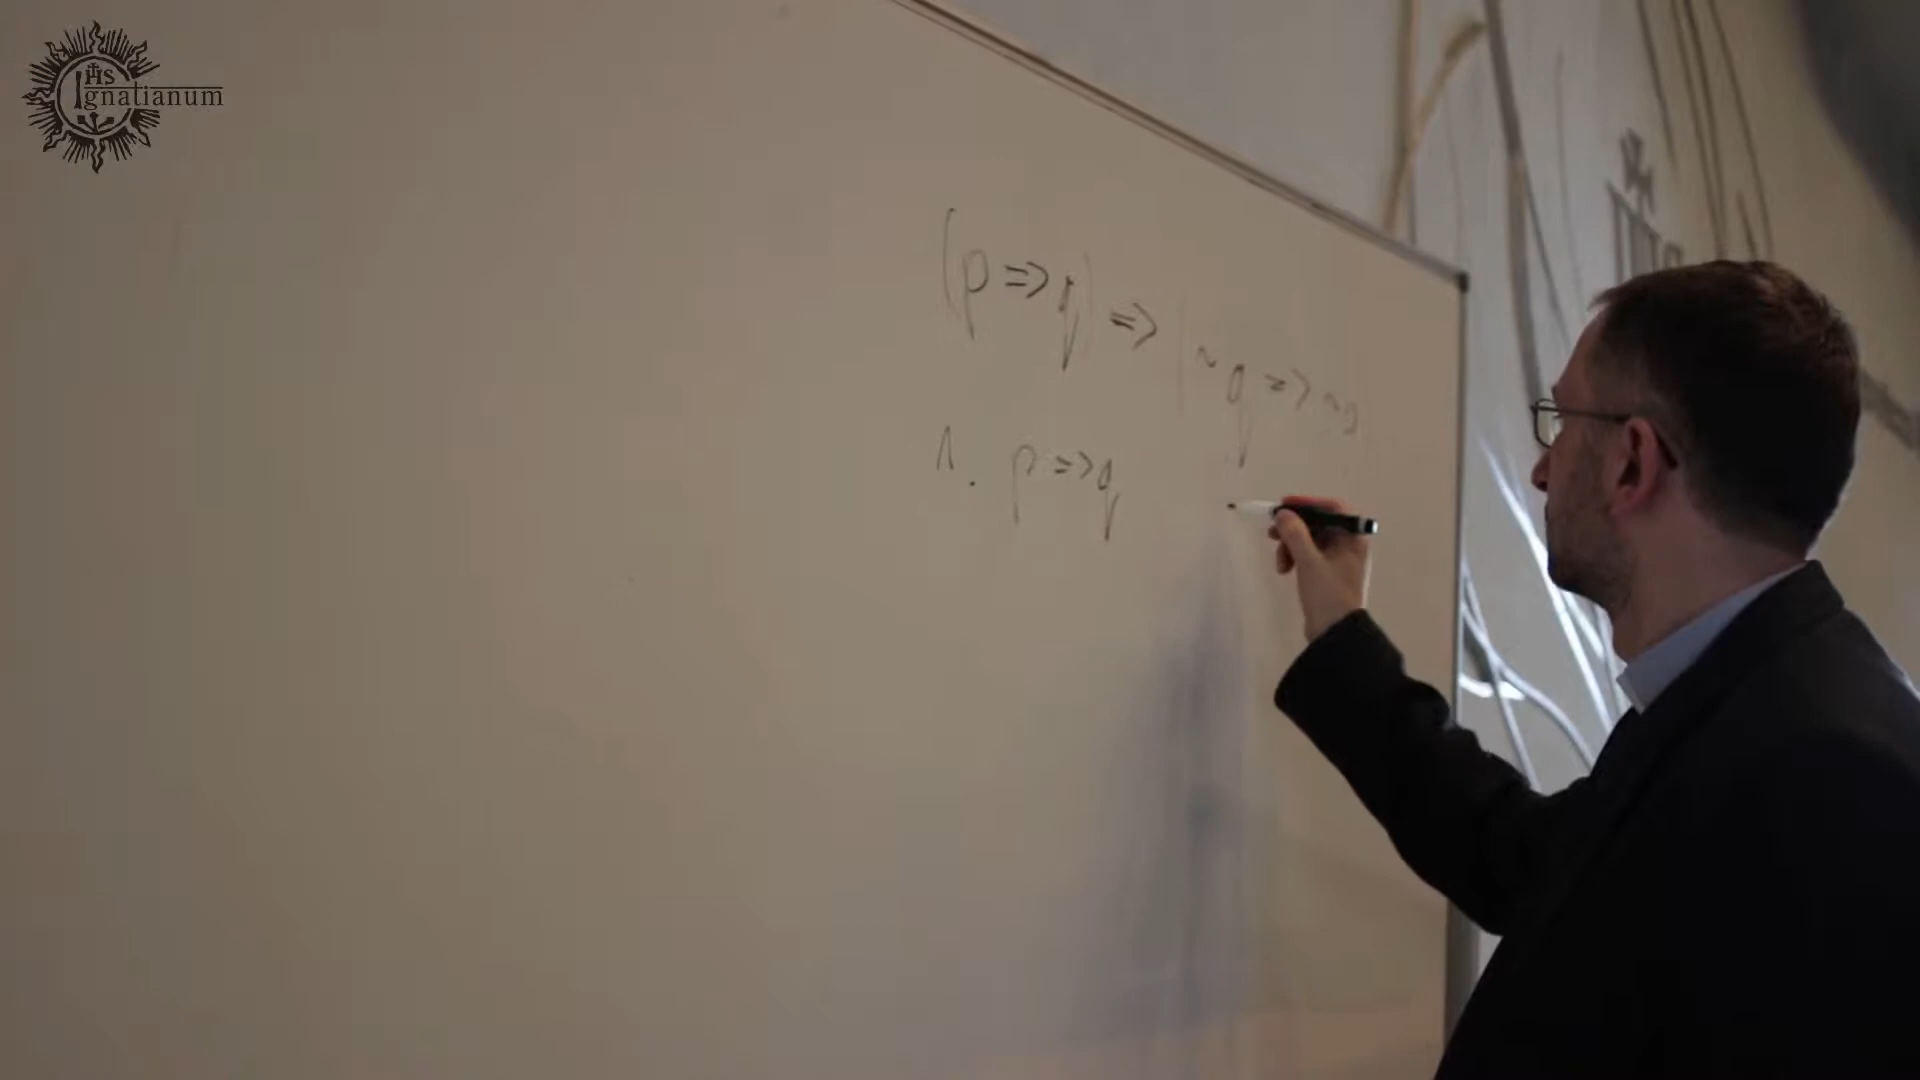 IHS
Ignatianum
(p => q) => (~q => ~p)
1. p => q